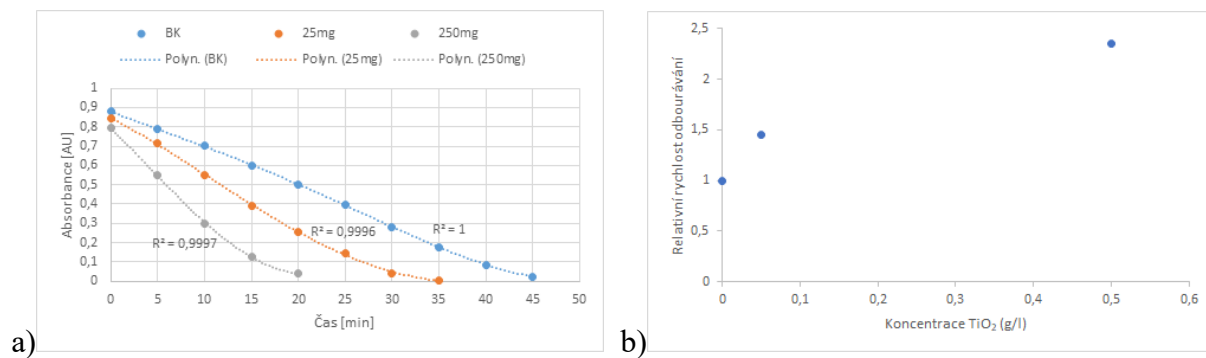 BK 25mg 250mg
Polyn. (BK) Polyn. (25mg) Polyn. (250mg)
1
0,9
0,8
0,7
0,6
0,5
0,4
0,3
0,2
0,1
0
Absorbance [AU]
R² = 0,9997
R² = 0,9996
R² = 1
0 5 10 15 20 25 30 35 40 45 50
Čas [min]
a)
2,5
2
1,5
1
0,5
0
Relativní rychlost odbourávání
0 0,1 0,2 0,3 0,4 0,5 0,6
Koncentrace TiO₂ (g/l)
b)